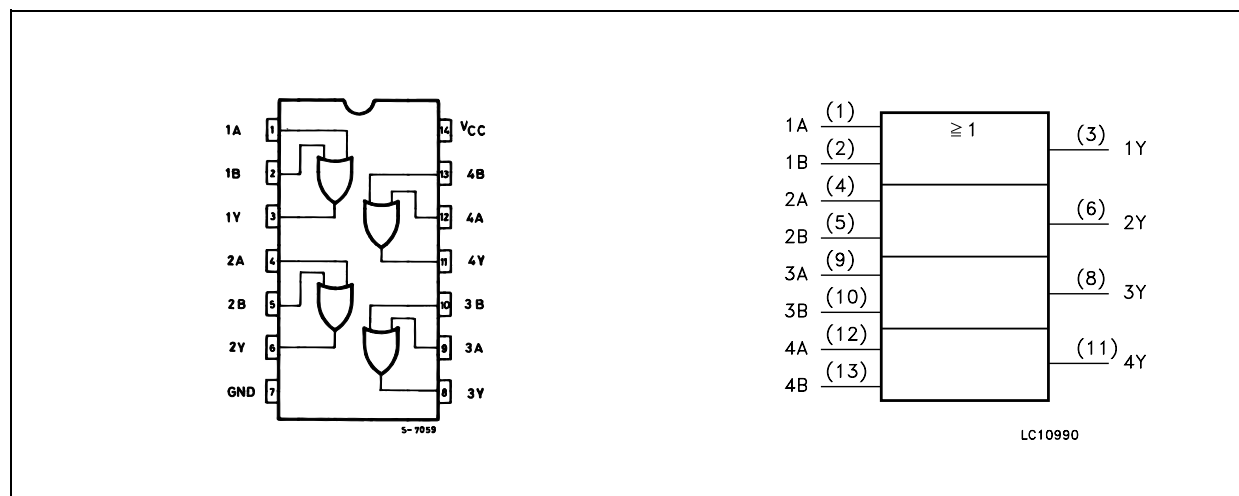 1A 1 14 VCC
1B 2 13 4B
1Y 3 12 4A
2A 4 11 4Y
2B 5 10 3B
2Y 6 9 3A
GND 7 8 3Y
S-7059
≧1
1A (1)
1B (2)
2A (4)
2B (5)
3A (9)
3B (10)
4A (12)
4B (13)
(3) 1Y
(6) 2Y
(8) 3Y
(11) 4Y
LC10990